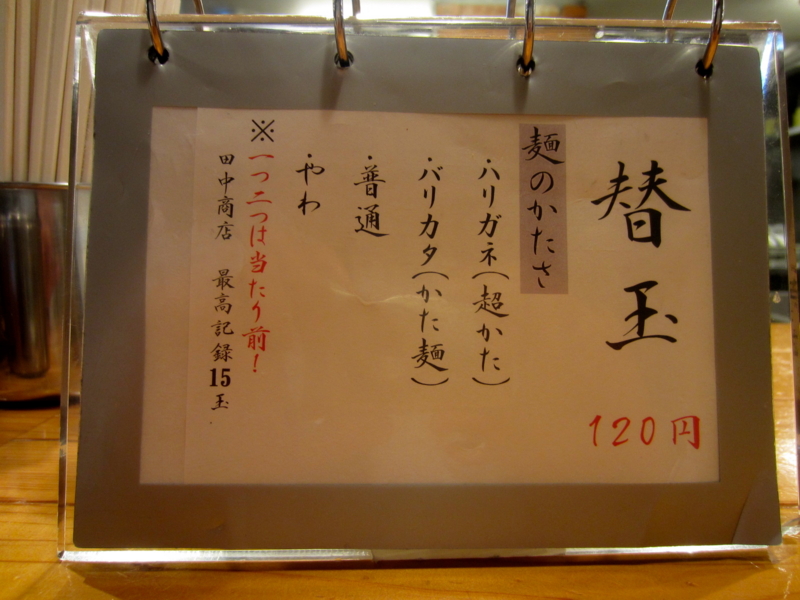 替玉
120円
麺のかたさ
・ハリガネ(超かた)
・バリカタ(かた麺)
・普通
・やわ
※一つ二つは当たり前!
田中商店 最高記録15玉